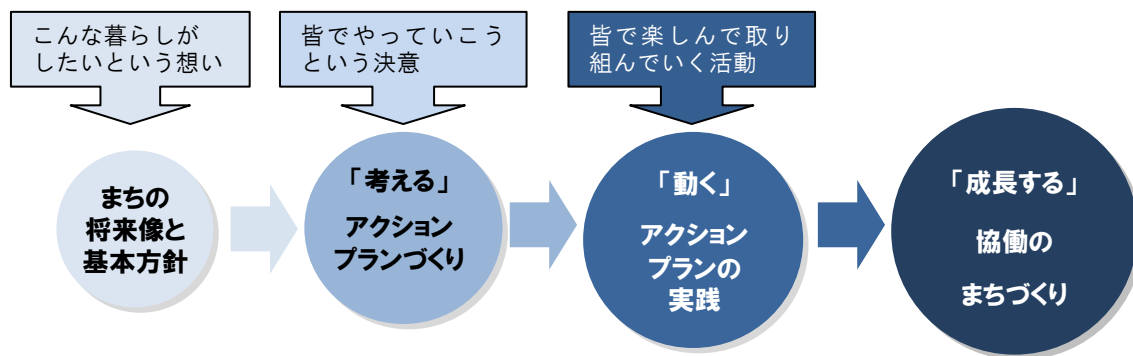 こんな暮らしが
したいという想い
皆でやっていこう
という決意
皆で楽しんで取り
組んでいく活動
まちの
将来像と
基本方針
「考える」
アクション
プランづくり
「動く」
アクション
プランの
実践
「成長する」
協働の
まちづくり